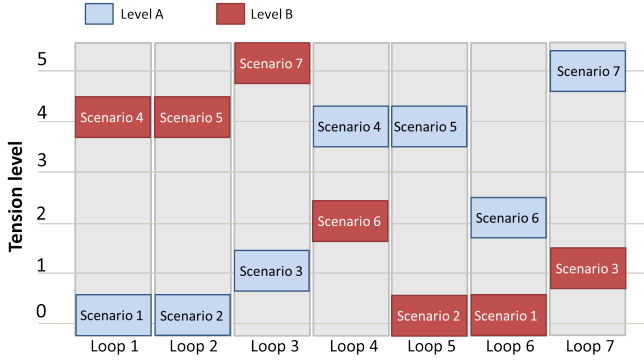 Level A
Level B
Tension level
5
4
3
2
1
0
Scenario 7
Scenario 7
Scenario 4
Scenario 5
Scenario 4
Scenario 5
Scenario 6
Scenario 6
Scenario 3
Scenario 3
Scenario 1
Scenario 2
Scenario 2
Scenario 1
Loop 1
Loop 2
Loop 3
Loop 4
Loop 5
Loop 6
Loop 7